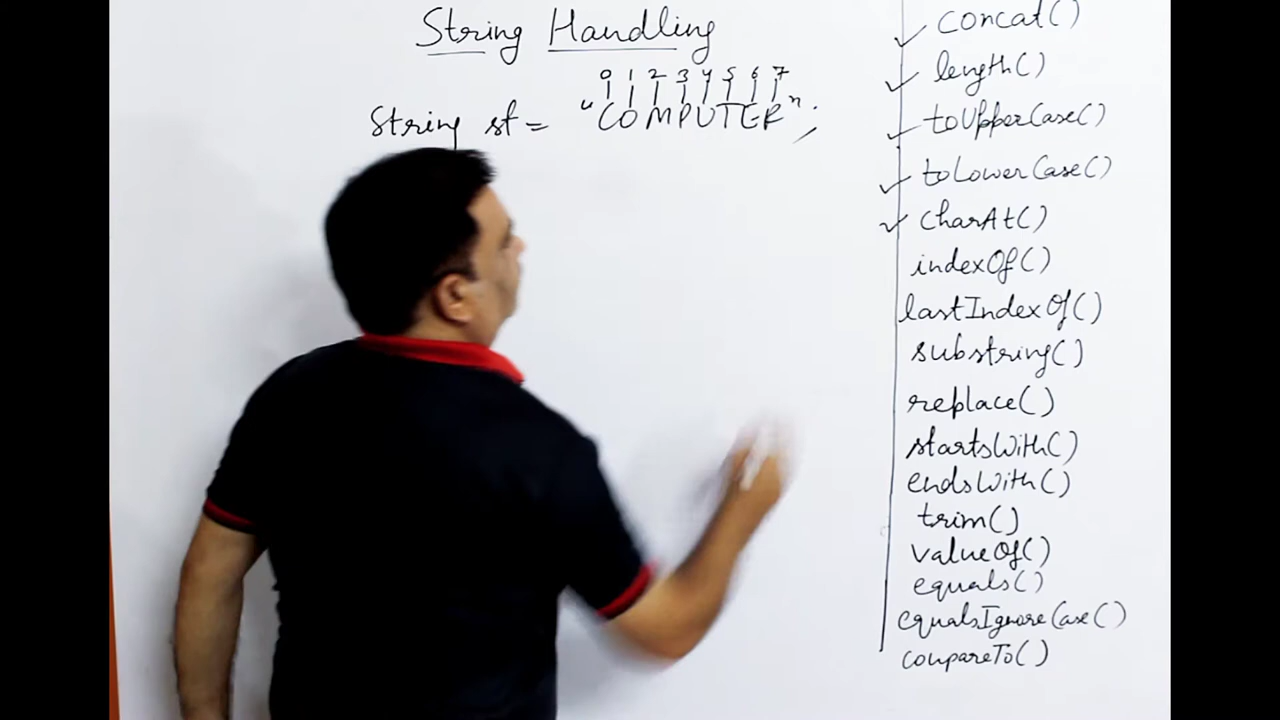 String Handling
0 1 2 3 4 5 6 7
String st = "COMPUTER";
✓ concat()
✓ length()
✓ toUpperCase()
✓ toLowerCase()
✓ charAt()
indexOf()
lastIndexOf()
substring()
replace()
startsWith()
endsWith()
trim()
valueOf()
equals()
equalsIgnoreCase()
compareTo()